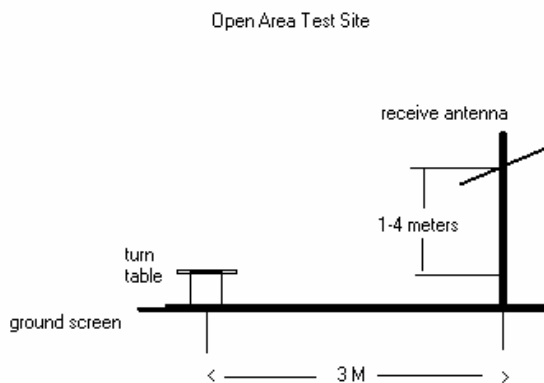 Open Area Test Site
receive antenna
1-4 meters
turn
table
ground screen
3 M